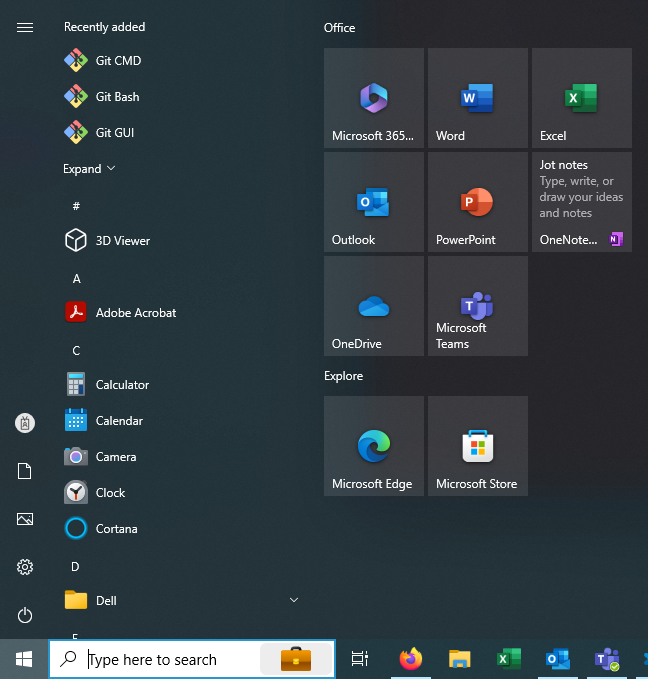 Recently added
Git CMD
Git Bash
Git GUI
Expand
#
3D Viewer
A
Adobe Acrobat
C
Calculator
Calendar
Camera
Clock
Cortana
D
Dell
Office
Microsoft 365...
Word
Excel
Outlook
PowerPoint
Jot notes
Type, write, or
draw your ideas
and notes
OneNote...
OneDrive
Microsoft
Teams
Explore
Microsoft Edge
Microsoft Store
Type here to search